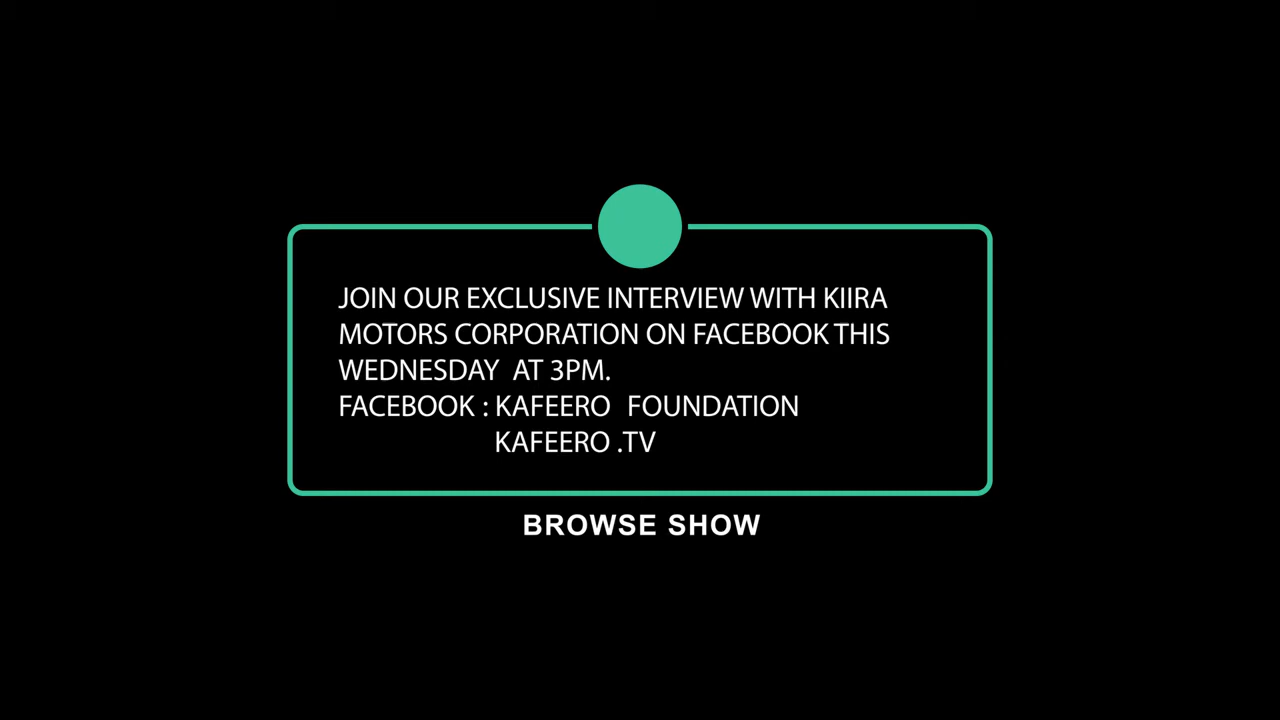 JOIN OUR EXCLUSIVE INTERVIEW WITH KIIRA
MOTORS CORPORATION ON FACEBOOK THIS
WEDNESDAY AT 3PM.
FACEBOOK : KAFEERO FOUNDATION
KAFEERO .TV
BROWSE SHOW